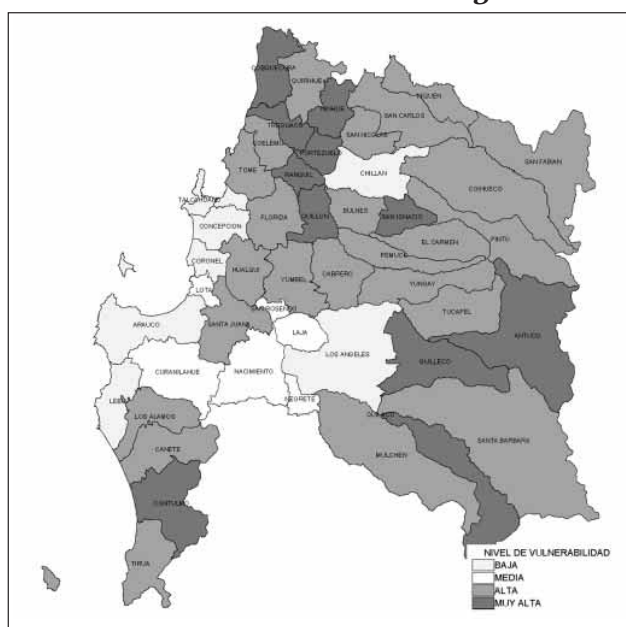 COBQUECURA
QUIRIHUE
NINHUE
ÑIQUEN
SAN CARLOS
TREHUACO
COELEMU
SAN NICOLAS
PORTEZUELO
SAN FABIAN
TOME
RANQUIL
CHILLAN
COIHUECO
TALCAHUANO
CONCEPCION
FLORIDA
QUILLON
BULNES
SAN IGNACIO
PINTO
EL CARMEN
PEMUCO
CORONEL
HUALQUI
YUMBEL
CABRERO
YUNGAY
LOTA
SAN ROSENDO
TUCAPEL
ARAUCO
SANTA JUANA
LAJA
ANTUCO
LOS ANGELES
QUILLECO
CURANILAHUE
NACIMIENTO
LEBU
NEGRETE
LOS ALAMOS
QUILACO
CAÑETE
MULCHEN
SANTA BARBARA
CONTULMO
TIRUA
NIVEL DE VULNERABILIDAD
BAJA
MEDIA
ALTA
MUY ALTA